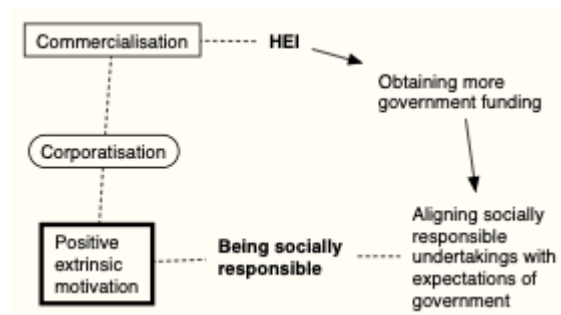 Commercialisation
HEI
Obtaining more
government funding
Corporatisation
Positive
extrinsic
motivation
Being socially
responsible
Aligning socially
responsible
undertakings with
expectations of
government